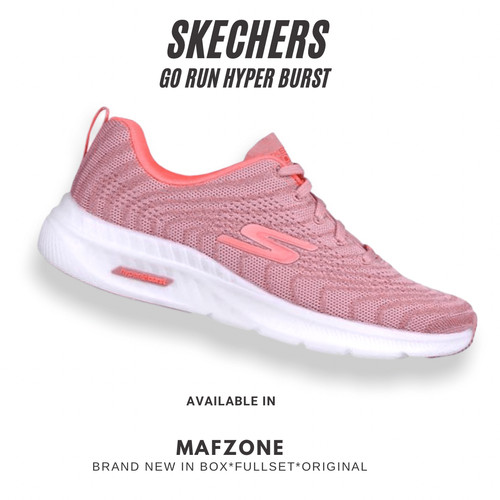 SKECHERS
GO RUN HYPER BURST
AVAILABLE IN
MAFZONE
BRAND NEW IN BOX*FULLSET*ORIGINAL